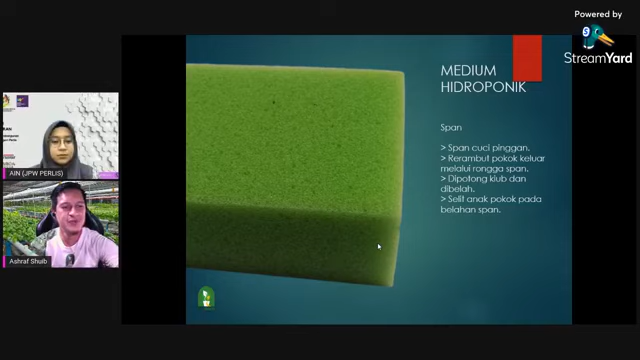 Powered by
StreamYard
MEDIUM
HIDROPONIK
Span
> Span cuci pinggan.
> Rerambut pokok keluar
melalui rongga span.
> Dipotong kiub dan
dibelah.
> Selit anak pokok pada
belahan span.
AIN (JPW PERLIS)
Ashraf Shuib